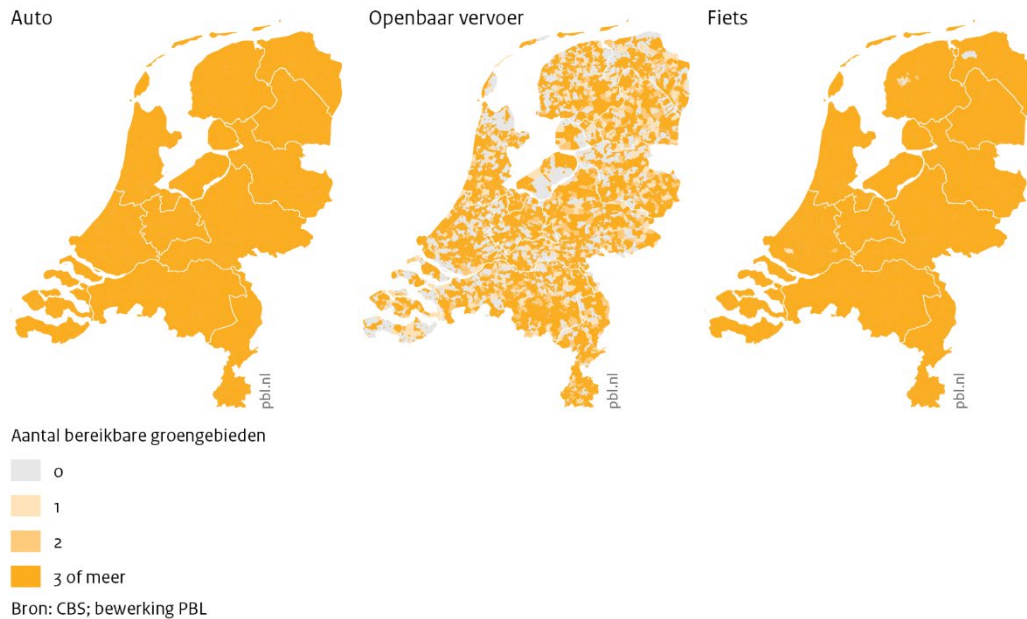 Auto
Openbaar vervoer
Fiets
pbl.nl
pbl.nl
pbl.nl
Aantal bereikbare groengebieden
0
1
2
3 of meer
Bron: CBS; bewerking PBL